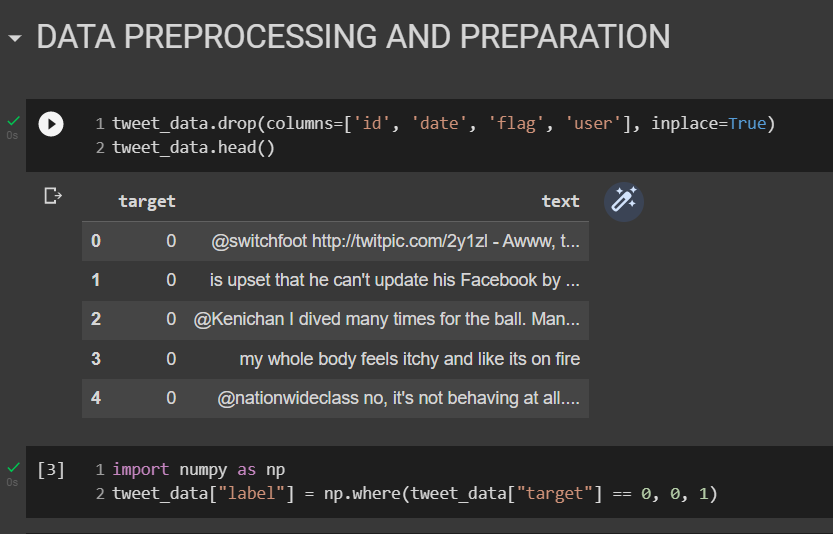 DATA PREPROCESSING AND PREPARATION
0s
1 tweet_data.drop(columns=['id', 'date', 'flag', 'user'], inplace=True)
2 tweet_data.head()
target text
0 0 @switchfoot http://twitpic.com/2y1zl - Awww, t...
1 0 is upset that he can't update his Facebook by ...
2 0 @Kenichan I dived many times for the ball. Man...
3 0 my whole body feels itchy and like its on fire
4 0 @nationwideclass no, it's not behaving at all....
0s
[3] 1 import numpy as np
2 tweet_data["label"] = np.where(tweet_data["target"] == 0, 0, 1)